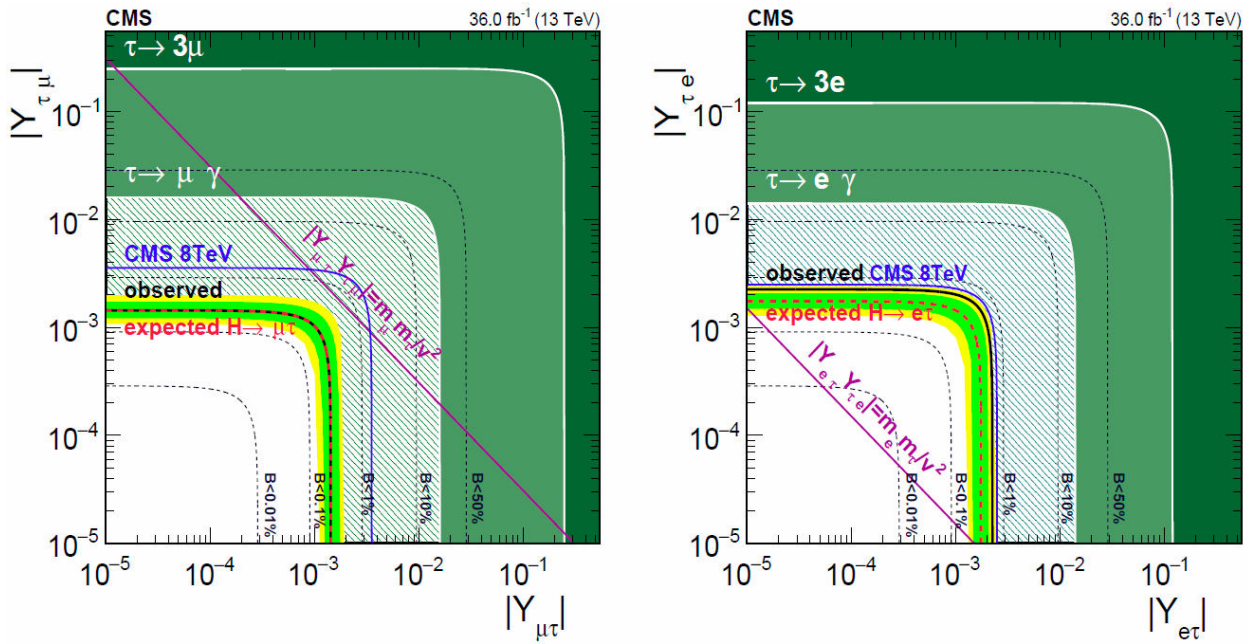 CMS 36.0 fb⁻¹ (13 TeV)
|Y_τμ|
τ→ 3μ
10⁻¹
τ→ μ γ
10⁻²
CMS 8TeV
observed
10⁻³
expected H→ μτ
|Y_μτ Y_τμ|=m_μ m_τ/v²
10⁻⁴
B<0.01%
B<0.1%
B<1%
B<10%
B<50%
10⁻⁵
10⁻⁵ 10⁻⁴ 10⁻³ 10⁻² 10⁻¹
|Y_μτ|
CMS 36.0 fb⁻¹ (13 TeV)
|Y_τe|
τ→ 3e
10⁻¹
τ→ e γ
10⁻²
observed CMS 8TeV
10⁻³
expected H→ eτ
|Y_eτ Y_τe|=m_e m_τ/v²
10⁻⁴
B<0.01%
B<0.1%
B<1%
B<10%
B<50%
10⁻⁵
10⁻⁵ 10⁻⁴ 10⁻³ 10⁻² 10⁻¹
|Y_eτ|